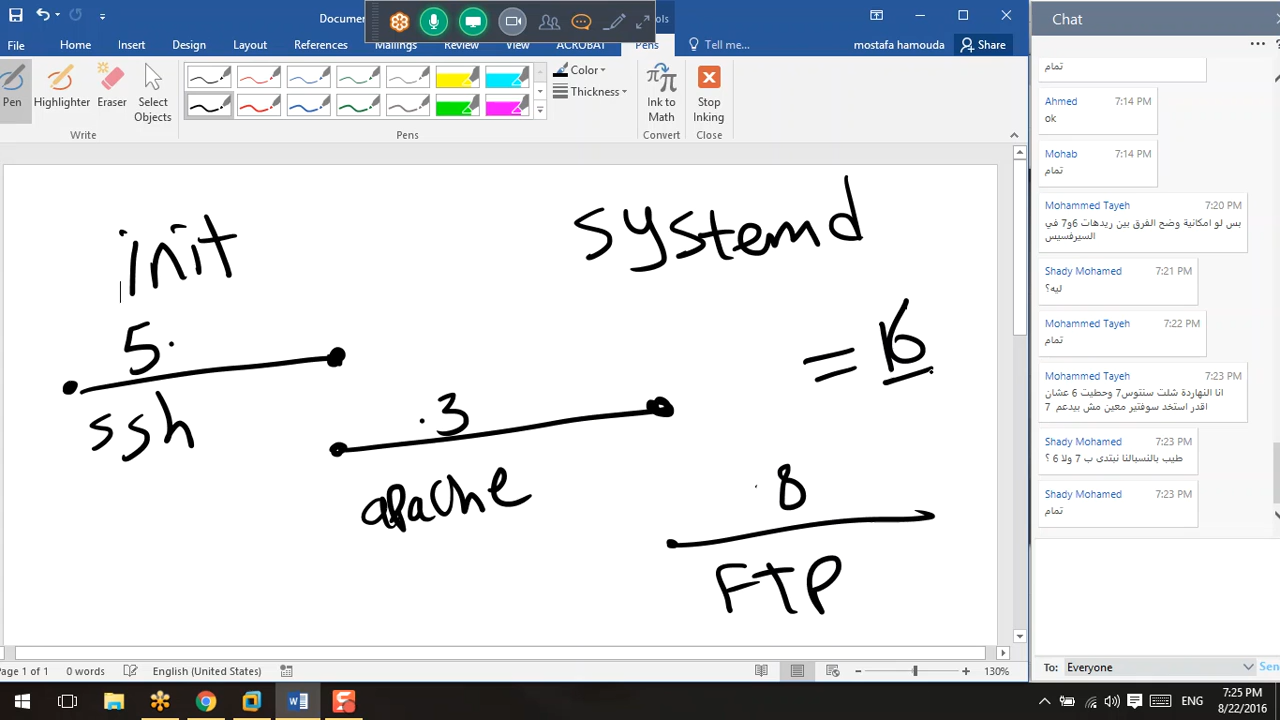 Documen
ols
mostafa hamouda
Share
File
Home
Insert
Design
Layout
References
Mailings
Review
View
ACROBAT
Pens
Tell me...
Pen
Highlighter
Eraser
Select
Objects
Color
Thickness
Ink to
Math
Stop
Inking
Write
Pens
Convert
Close
init
systemd
5.
ssh
= 16
.3
apache
8
FTP
Page 1 of 1
0 words
English (United States)
130%
Chat
تمام
Ahmed 7:14 PM
ok
Mohab 7:14 PM
تمام
Mohammed Tayeh 7:20 PM
بس لو امكانية وضح الفرق بين ريدهات 6و7 في
السيرفسيس
Shady Mohamed 7:21 PM
ليه؟
Mohammed Tayeh 7:22 PM
تمام
Mohammed Tayeh 7:23 PM
انا النهاردة شلت سنتوس7 وحطيت 6 عشان
اقدر استخد سوفتير معين مش بيدعم 7
Shady Mohamed 7:23 PM
طيب بالنسبالنا نبتدى ب 7 ولا 6 ؟
Shady Mohamed 7:23 PM
تمام
To: Everyone
Sen
ENG
7:25 PM
8/22/2016